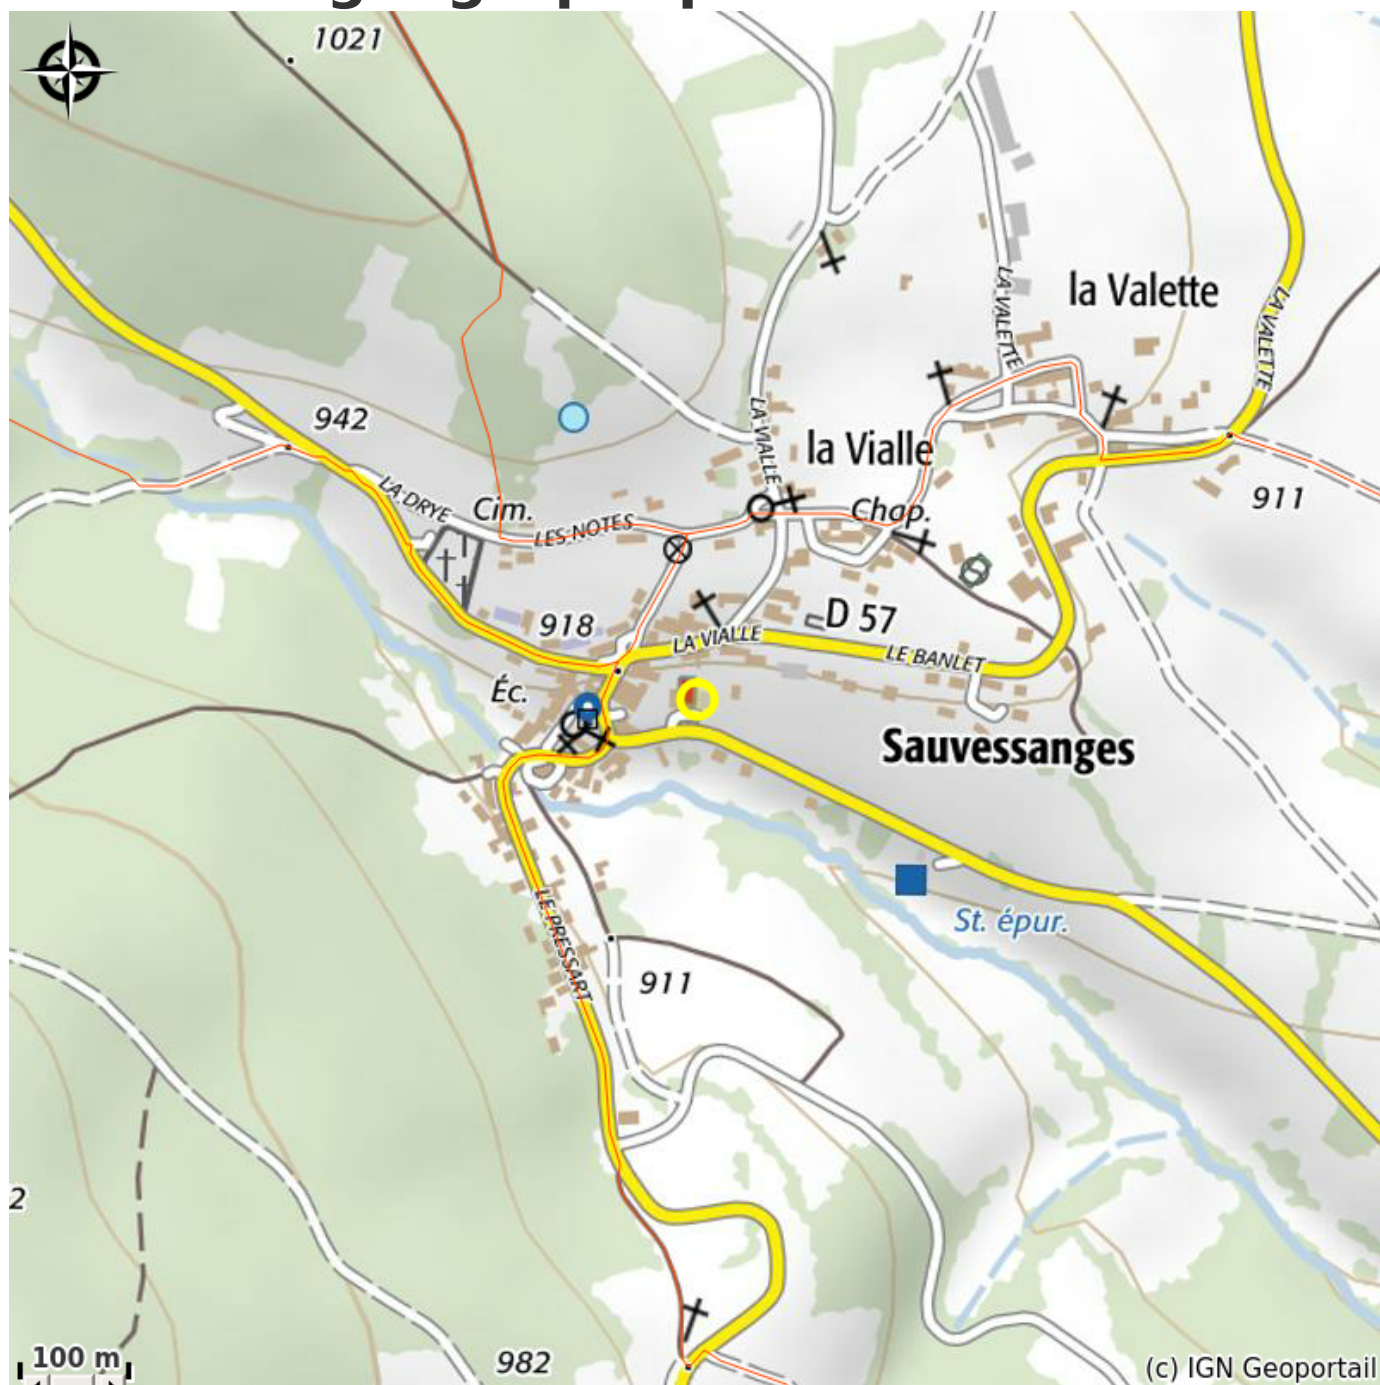 1021
la Valette
LA VALETTE
LA VALETTE
942
LA VIALLE
la Vialle
911
LA DRYE
Cim.
LES NOTES
Chap.
918
D 57
LA VIALLE
LE BANLET
Éc.
Sauvessanges
LE PRESSART
St. épur.
911
2
100 m
982
(c) IGN Geoportail